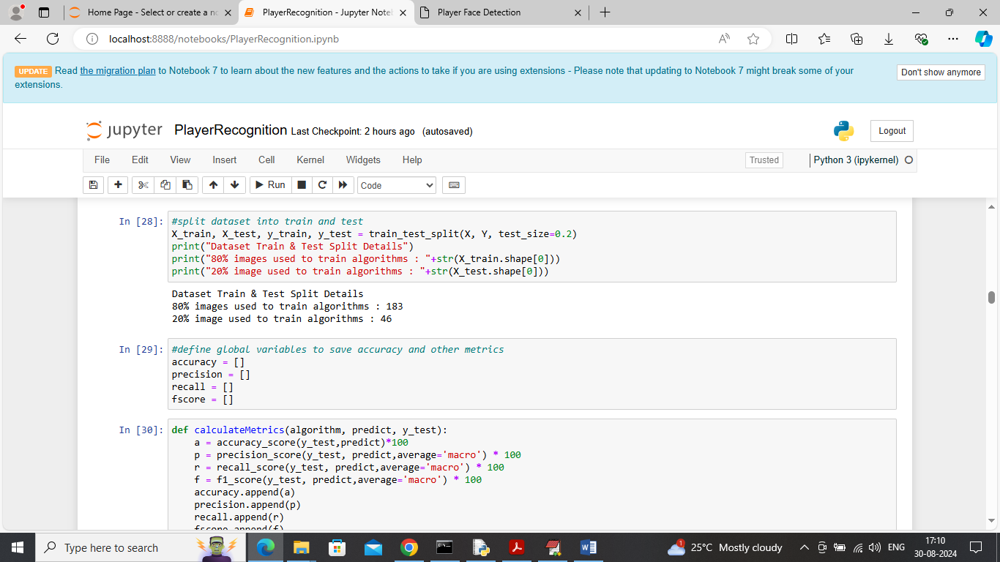 Home Page - Select or create a no
PlayerRecognition - Jupyter Note
Player Face Detection
localhost:8888/notebooks/PlayerRecognition.ipynb
UPDATE Read the migration plan to Notebook 7 to learn about the new features and the actions to take if you are using extensions - Please note that updating to Notebook 7 might break some of your
extensions.
Don't show anymore
jupyter PlayerRecognition Last Checkpoint: 2 hours ago (autosaved)
Logout
File Edit View Insert Cell Kernel Widgets Help
Trusted
Python 3 (ipykernel)
Run
Code
In [28]: #split dataset into train and test
X_train, X_test, y_train, y_test = train_test_split(X, Y, test_size=0.2)
print("Dataset Train & Test Split Details")
print("80% images used to train algorithms : "+str(X_train.shape[0]))
print("20% image used to train algorithms : "+str(X_test.shape[0]))
Dataset Train & Test Split Details
80% images used to train algorithms : 183
20% image used to train algorithms : 46
In [29]: #define global variables to save accuracy and other metrics
accuracy = []
precision = []
recall = []
fscore = []
In [30]: def calculateMetrics(algorithm, predict, y_test):
a = accuracy_score(y_test,predict)*100
p = precision_score(y_test, predict,average='macro') * 100
r = recall_score(y_test, predict,average='macro') * 100
f = f1_score(y_test, predict,average='macro') * 100
accuracy.append(a)
precision.append(p)
recall.append(r)
fscore.append(f)
Type here to search
1
25°C Mostly cloudy
ENG
17:10
30-08-2024